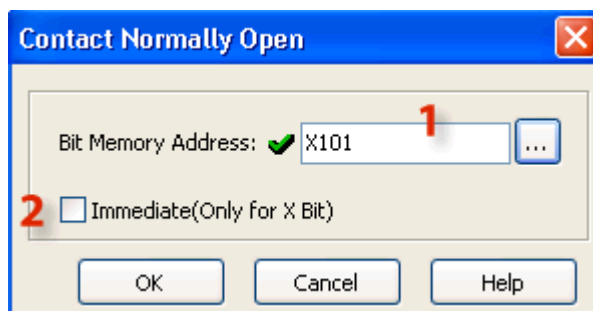 Contact Normally Open
1
Bit Memory Address: X101 ...
2 Immediate(Only for X Bit)
OK Cancel Help